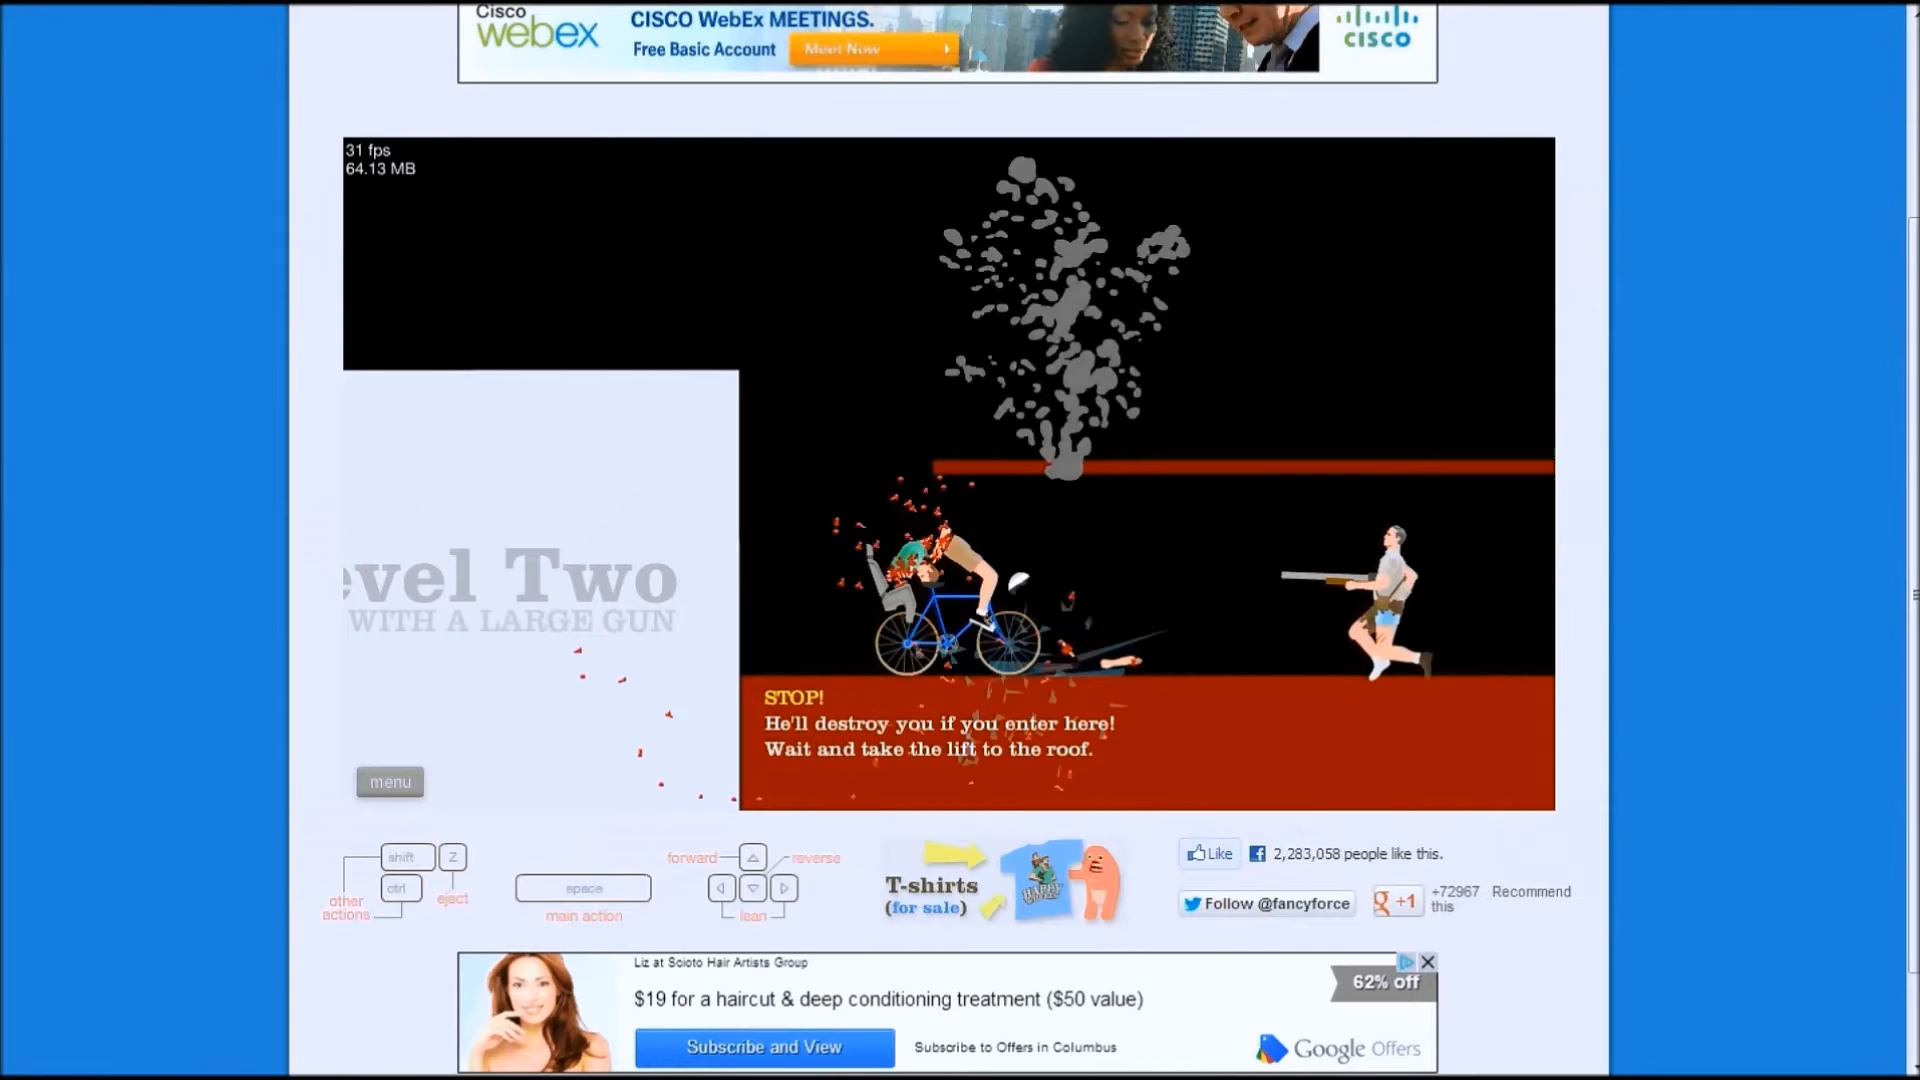 Cisco
webex
CISCO WebEx MEETINGS.
Free Basic Account
Meet Now
CISCO
31 fps
64.13 MB
evel Two
WITH A LARGE GUN
STOP!
He'll destroy you if you enter here!
Wait and take the lift to the roof.
menu
shift
Z
ctrl
other
actions
eject
space
main action
forward
reverse
lean
T-shirts
(for sale)
Like
2,283,058 people like this.
Follow @fancyforce
+1
+72967 Recommend
this
Liz at Scioto Hair Artists Group
$19 for a haircut & deep conditioning treatment ($50 value)
62% off
Subscribe and View
Subscribe to Offers in Columbus
Google Offers